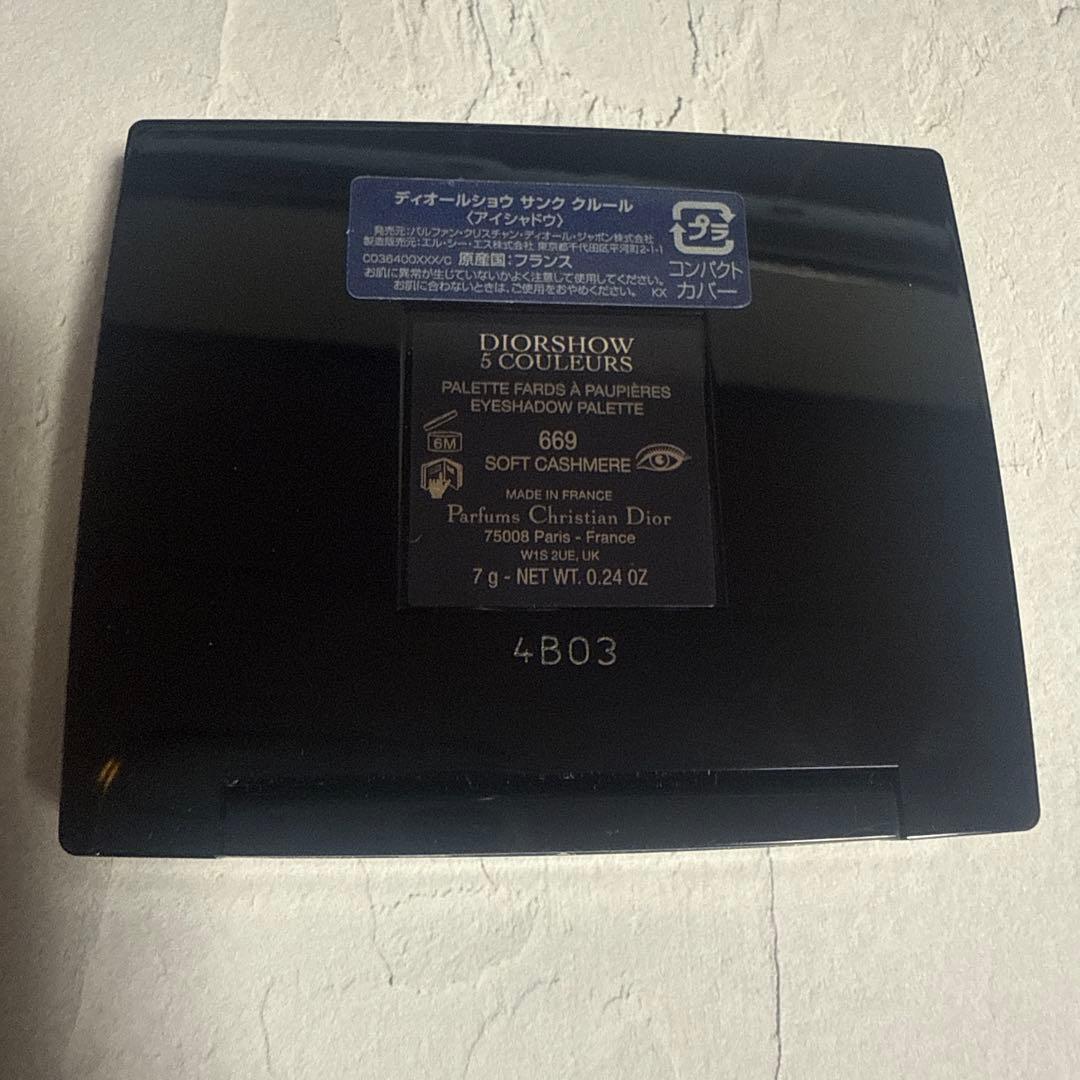 ディオールショウ サンク クルール
〈アイシャドウ〉
発売元:パルファン・クリスチャン・ディオール・ジャポン株式会社
製造販売元:エル・シー・エス株式会社 東京都千代田区平河町2-1-1
CD36400XXX/C 原産国:フランス
お肌に異常が生じていないかよく注意して使用してください。
お肌に合わないときは、ご使用をおやめください。 KX
プラ
コンパクト
カバー
DIORSHOW
5 COULEURS
PALETTE FARDS À PAUPIÈRES
EYESHADOW PALETTE
6M
669
SOFT CASHMERE
MADE IN FRANCE
Parfums Christian Dior
75008 Paris - France
W1S 2UE, UK
7 g - NET WT. 0.24 OZ
4B03